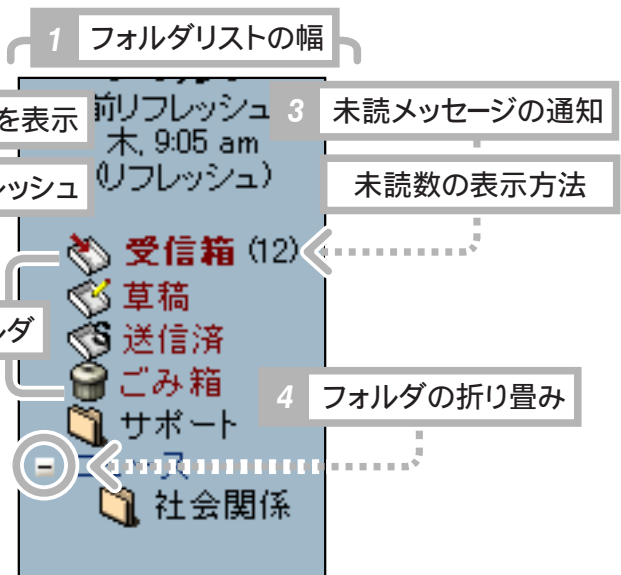 1 フォルダリストの幅
前リフレッシュ
を表示
3 未読メッセージの通知
木, 9:05 am
(リフレッシュ)
レッシュ
未読数の表示方法
受信箱 (12)
草稿
送信済
ルダ
ごみ箱
4 フォルダの折り畳み
サポート
社会関係